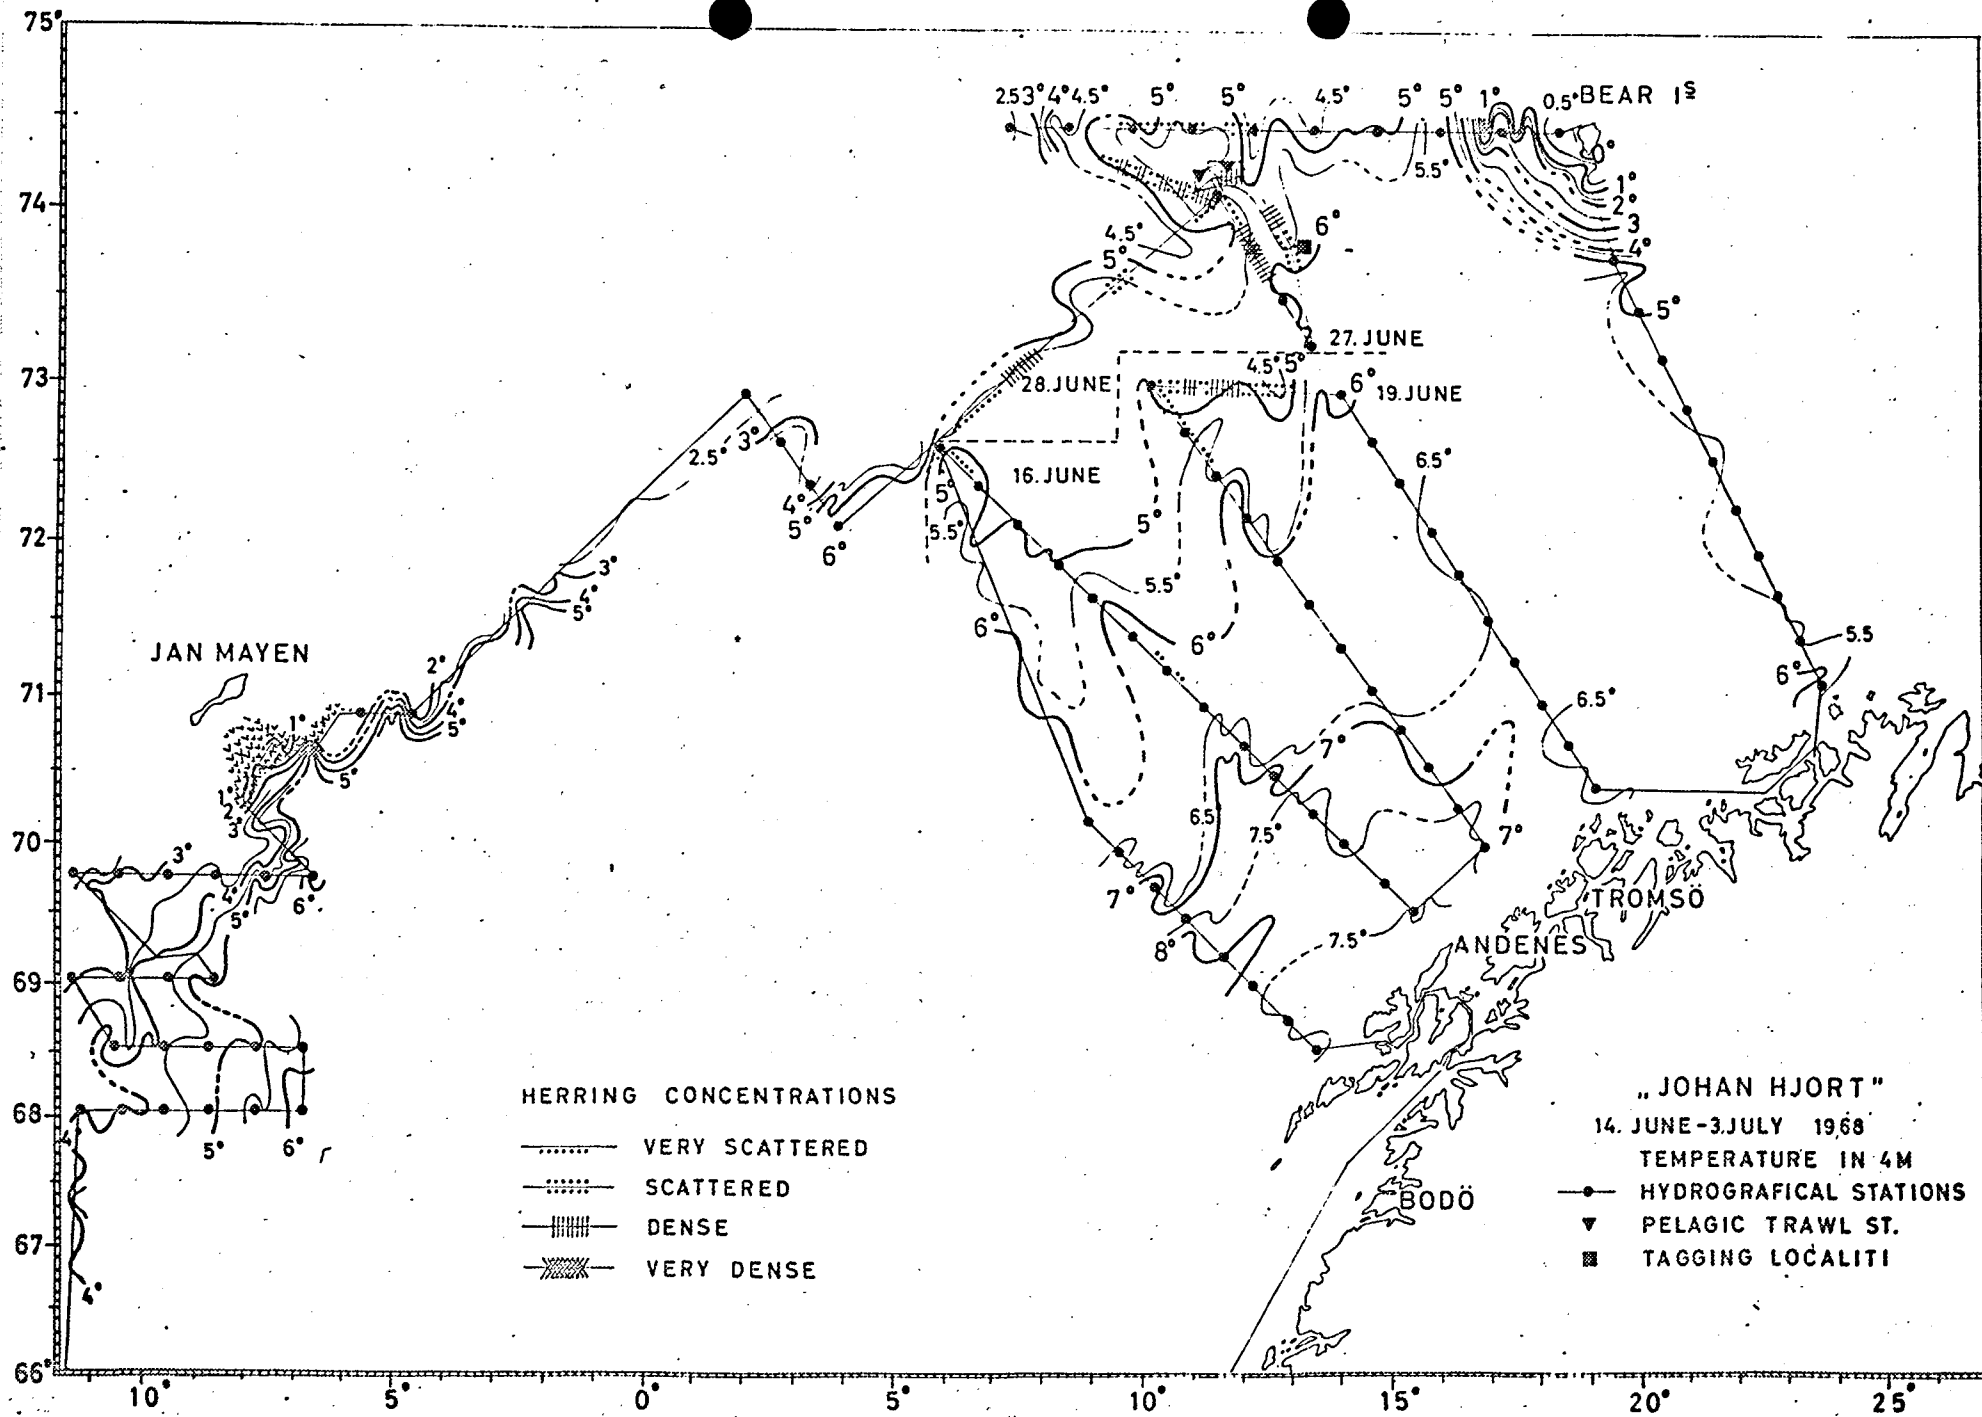 75°
2.5 3° 4° 4.5° 5° 5° 4.5° 5° 5° 1° 0.5° BEAR IS
0°
5.5°
1°
74
2°
6° 3
4.5° 4°
5°
5°
27. JUNE
4.5° 5°
73
28. JUNE
6° 19. JUNE
3°
2.5°
6.5°
16. JUNE
5°
4°
5° 5°
72
5.5°
6°
3°
5.5°
4°
5°
6° 6°
5.5
JAN MAYEN
2°
6°
71
4°
6.5°
1°
5°
7°
5°
1°
2°
3° 6.5 7.5°
70 7°
3°
4° 7°
5° 6°
TROMSÖ
7.5° ANDENES
8°
69
HERRING CONCENTRATIONS
VERY SCATTERED
SCATTERED
DENSE
VERY DENSE
„JOHAN HJORT"
14. JUNE-3.JULY 1968
TEMPERATURE IN 4M
HYDROGRAFICAL STATIONS
PELAGIC TRAWL ST.
TAGGING LOCALITI
68
4
5° 6°
BODÖ
67
4°
66°
10° 5° 0° 5° 10° 15° 20° 25°